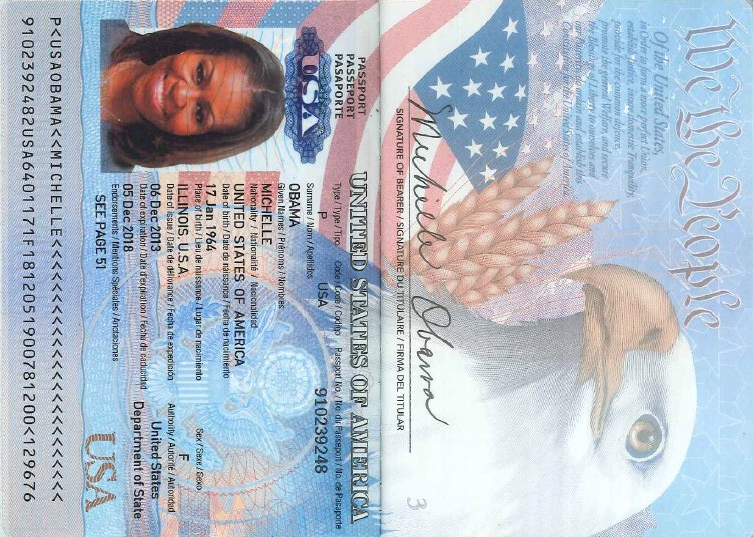 We the People
Of the United States,
in Order to form a more perfect Union,
establish Justice, insure domestic Tranquility,
provide for the common defence,
promote the general Welfare, and secure
the Blessings of Liberty to ourselves and
our Posterity, do ordain and establish this
Constitution for the United States of America.
Michelle Obama
SIGNATURE OF BEARER / SIGNATURE DU TITULAIRE / FIRMA DEL TITULAR
3
UNITED STATES OF AMERICA
PASSPORT
PASSEPORT
PASAPORTE
USA
Type / Type / Tipo Code / Code / Codigo Passport No. / No. du Passeport / No. de Pasaporte
P USA 910239248
Surname / Nom / Apellidos
OBAMA
Given Names / Prénoms / Nombres
MICHELLE
Nationality / Nationalité / Nacionalidad
UNITED STATES OF AMERICA
Date of birth / Date de naissance / Fecha de nacimiento
17 Jan 1964
Place of birth / Lieu de naissance / Lugar de nacimiento Sex / Sexe / Sexo
ILLINOIS, U.S.A. F
Date of issue / Date de délivrance / Fecha de expedición Authority / Autorité / Autoridad
06 Dec 2013 United States
Date of expiration / Date d'expiration / Fecha de caducidad Department of State
05 Dec 2018
Endorsements / Mentions Spéciales / Anotaciones
SEE PAGE 51
USA
P<USAOBAMA<<MICHELLE<<<<<<<<<<<<<<<<<<<<<<<<
9102392482USA6401171F1812051900781200<129676